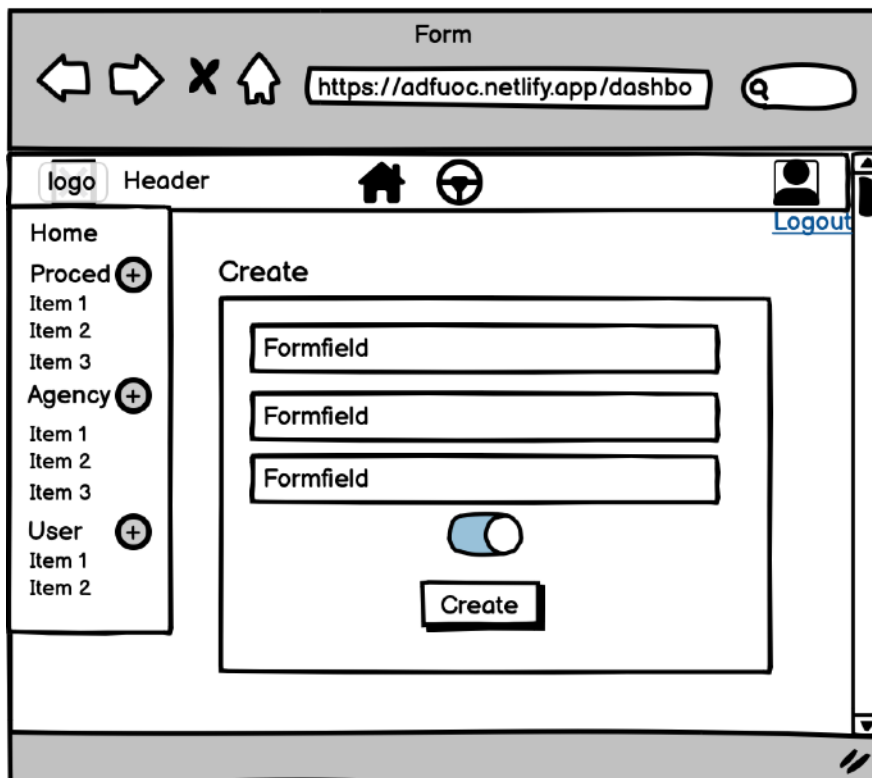 Form
https://adfuoc.netlify.app/dashbo
logo Header
Logout
Home
Proced
Item 1
Item 2
Item 3
Agency
Item 1
Item 2
Item 3
User
Item 1
Item 2
Create
Formfield
Formfield
Formfield
Create